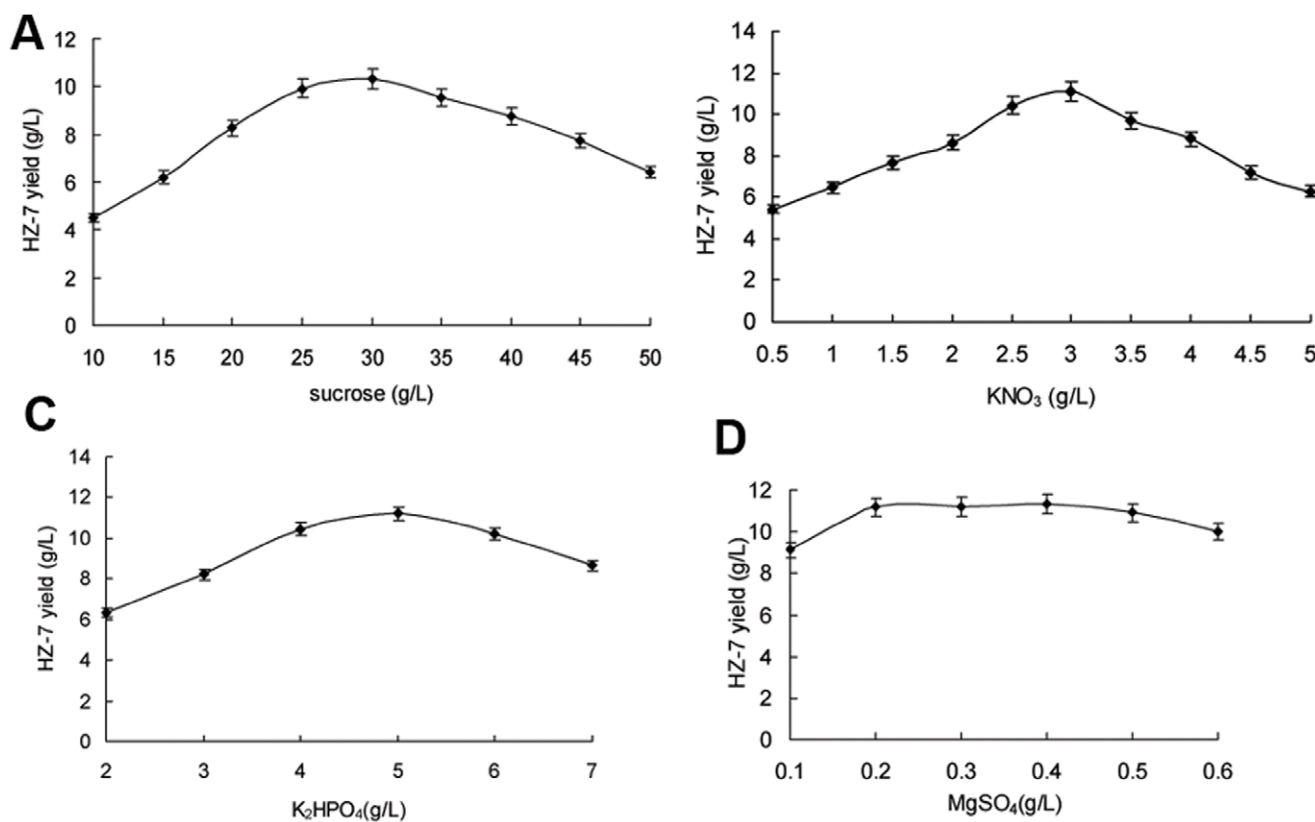 A
12
10
8
6
4
2
0
HZ-7 yield (g/L)
10 15 20 25 30 35 40 45 50
sucrose (g/L)
14
12
10
8
6
4
2
0
HZ-7 yield (g/L)
0.5 1 1.5 2 2.5 3 3.5 4 4.5 5
KNO₃ (g/L)
C
14
12
10
8
6
4
2
0
HZ-7 yield (g/L)
2 3 4 5 6 7
K₂HPO₄(g/L)
D
12
10
8
6
4
2
0
HZ-7 yield (g/L)
0.1 0.2 0.3 0.4 0.5 0.6
MgSO₄(g/L)